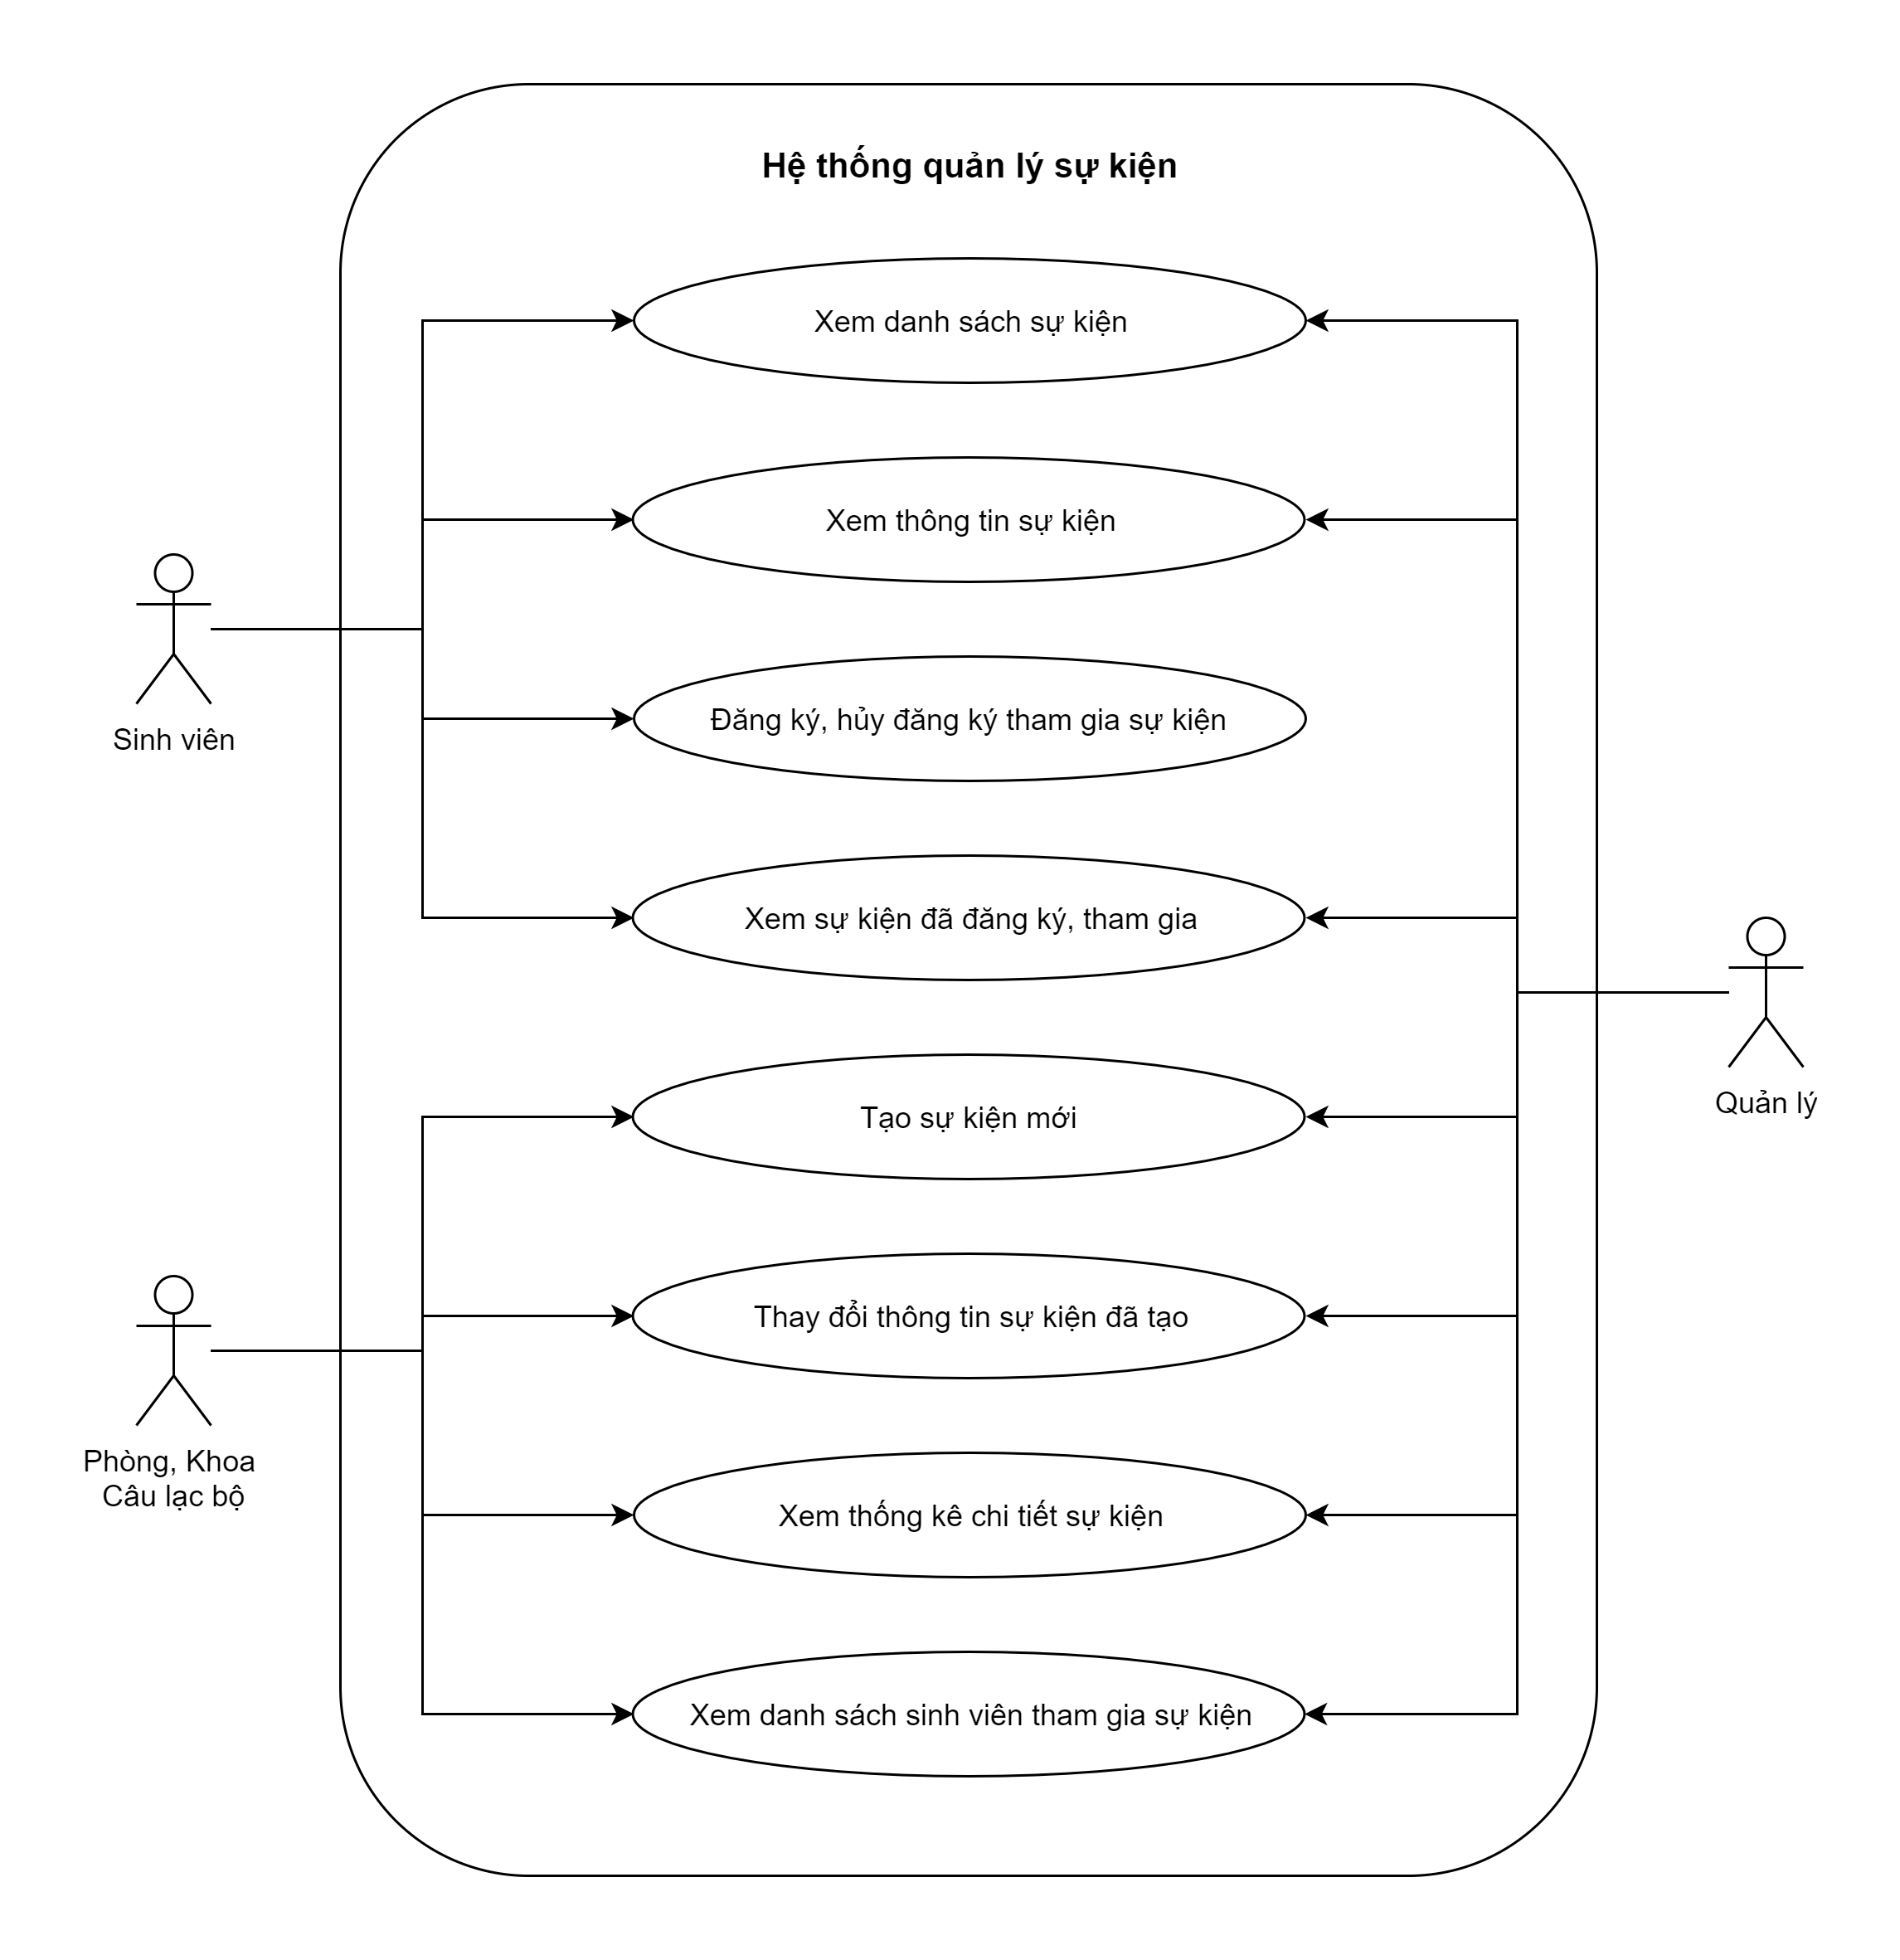 Hệ thống quản lý sự kiện
Xem danh sách sự kiện
Xem thông tin sự kiện
Đăng ký, hủy đăng ký tham gia sự kiện
Sinh viên
Xem sự kiện đã đăng ký, tham gia
Quản lý
Tạo sự kiện mới
Thay đổi thông tin sự kiện đã tạo
Phòng, Khoa
Câu lạc bộ
Xem thống kê chi tiết sự kiện
Xem danh sách sinh viên tham gia sự kiện